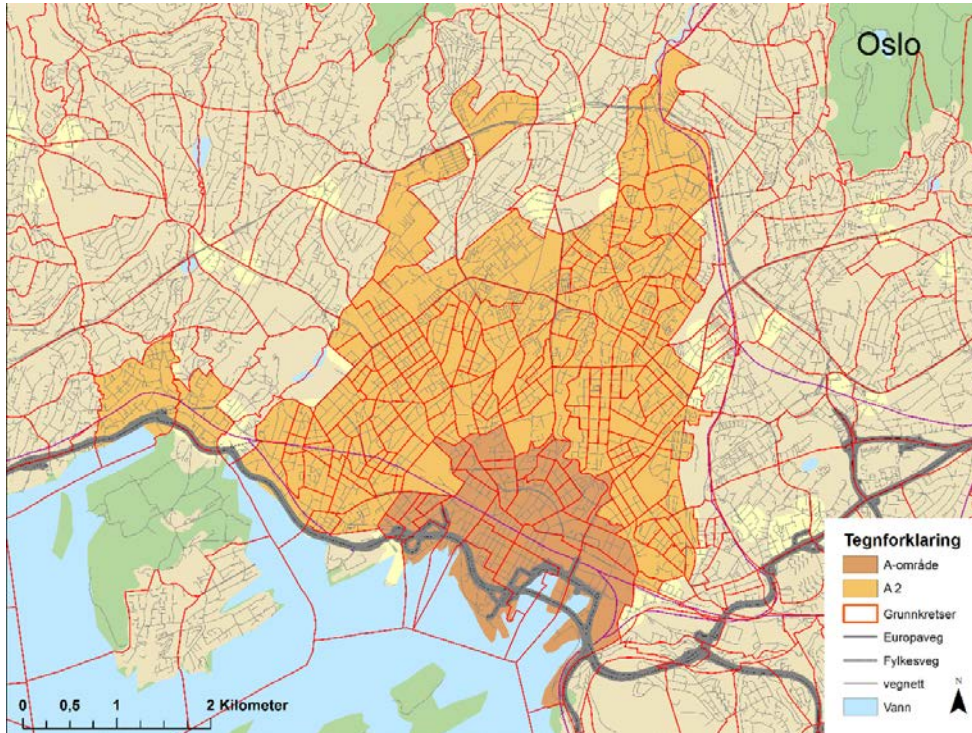 Oslo
Tegnforklaring
A-område
A 2
Grunnkretser
Europaveg
Fylkesveg
vegnett
Vann
N
0 0,5 1 2 Kilometer